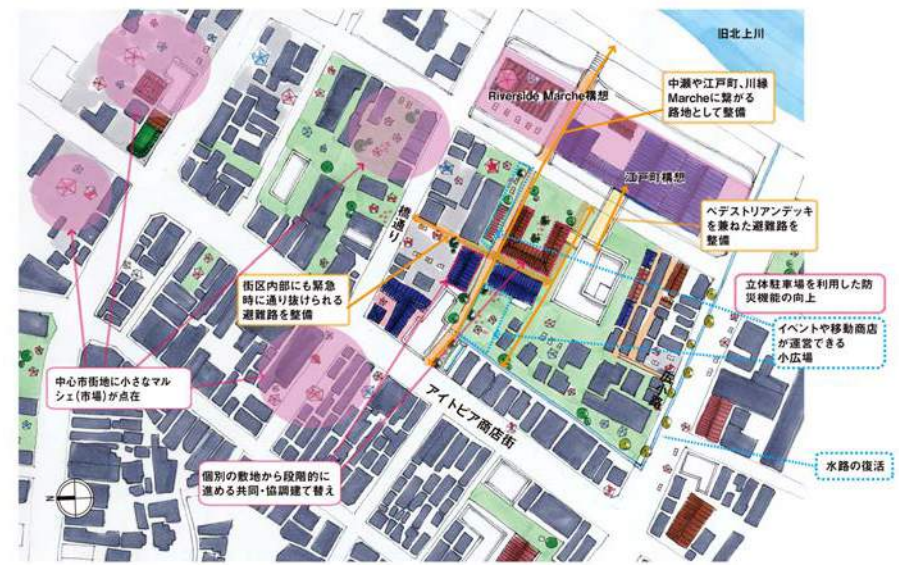 旧北上川
中瀬や江戸町、川縁
Marcheに繋がる
路地として整備
Riverside Marche構想
江戸町構想
ペデストリアンデッキ
を兼ねた避難路を
整備
橋通り
街区内部にも緊急
時に通り抜けられる
避難路を整備
立体駐車場を利用した防
災機能の向上
イベントや移動商店
が運営できる
小広場
中心市街地に小さなマル
シェ(市場)が点在
広小路
アイトピア商店街
水路の復活
個別の敷地から段階的に
進める共同・協調建て替え
N